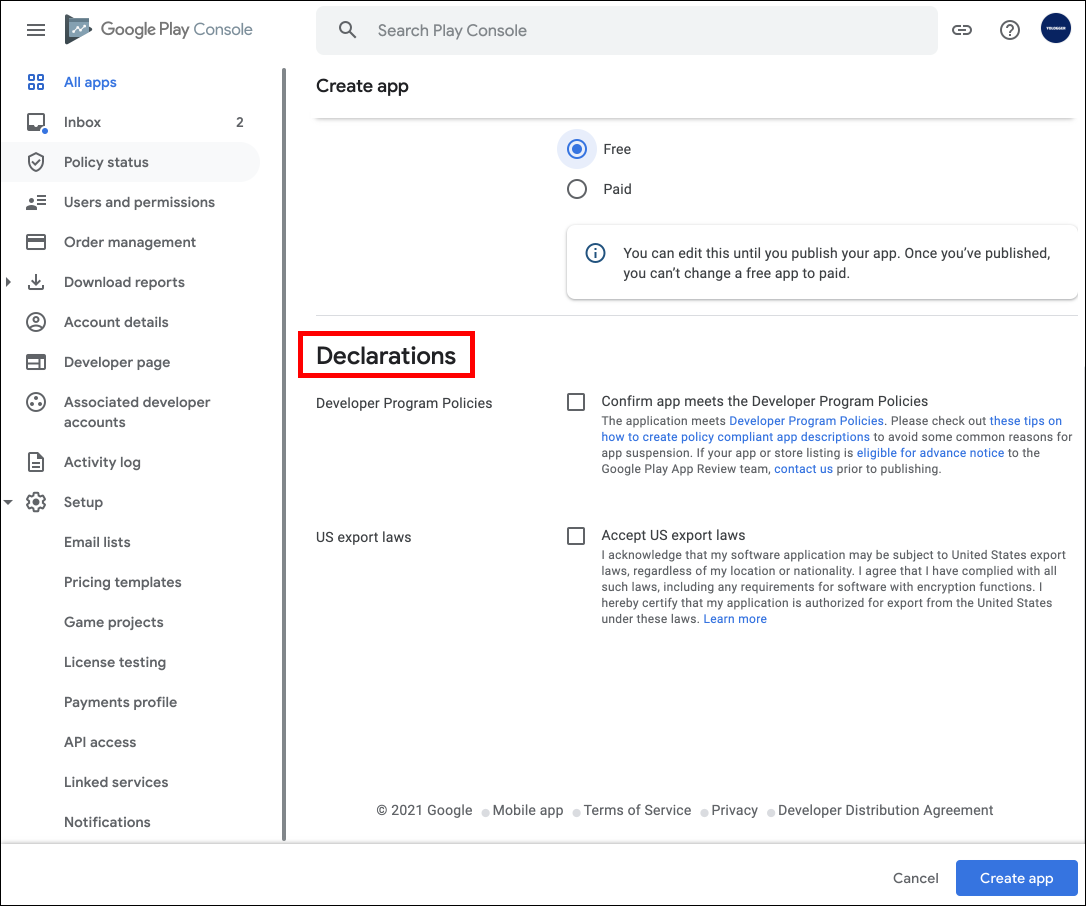 Google Play Console
Search Play Console
All apps
Inbox 2
Policy status
Users and permissions
Order management
Download reports
Account details
Developer page
Associated developer
accounts
Activity log
Setup
Email lists
Pricing templates
Game projects
License testing
Payments profile
API access
Linked services
Notifications
Create app
Free
Paid
You can edit this until you publish your app. Once you’ve published,
you can’t change a free app to paid.
Declarations
Developer Program Policies
Confirm app meets the Developer Program Policies
The application meets Developer Program Policies. Please check out these tips on
how to create policy compliant app descriptions to avoid some common reasons for
app suspension. If your app or store listing is eligible for advance notice to the
Google Play App Review team, contact us prior to publishing.
US export laws
Accept US export laws
I acknowledge that my software application may be subject to United States export
laws, regardless of my location or nationality. I agree that I have complied with all
such laws, including any requirements for software with encryption functions. I
hereby certify that my application is authorized for export from the United States
under these laws. Learn more
© 2021 Google Mobile app Terms of Service Privacy Developer Distribution Agreement
Cancel
Create app